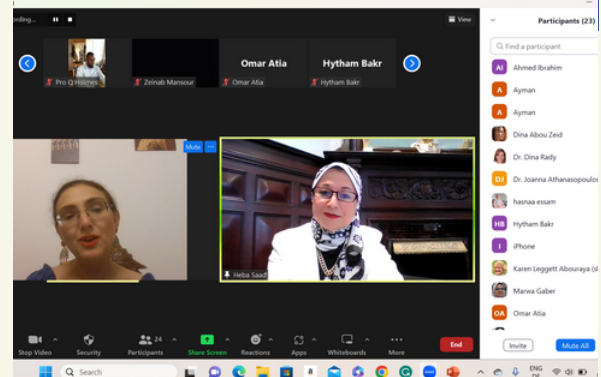 ording...
View
Participants (23)
Find a participant
Omar Atia
Hytham Bakr
Pro Q Holmes
Zeinab Mansour
Omar Atia
Hytham Bakr
Mute
Heba Saad
AI Ahmed Ibrahim
A Ayman
A Ayman
Dina Abou Zeid
Dr. Dina Rady
DJ Dr. Joanna Athanasopoulos
hasnaa essam
HB Hytham Bakr
I iPhone
Karen Leggett Abouraya
Marwa Gaber
OA Omar Atia
24
Stop Video
Security
Participants
Share Screen
Reactions
Apps
Whiteboards
More
End
Invite
Mute All
Search
ENG